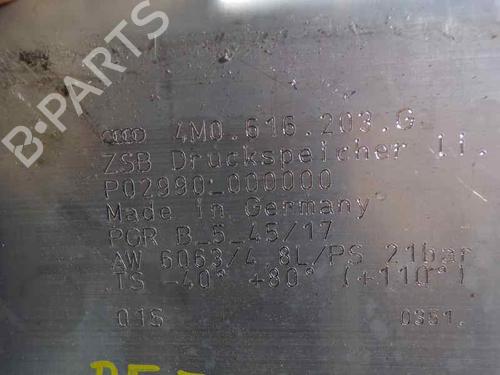 4M0.616.203.G
ZSB Druckspeicher li.
P02990_000000
Made in Germany
PCR B_5_45/17
AW 6063/4.8L/PS 21bar
TS -40° +80° (+110°)
01S 0351.
B-PARTS